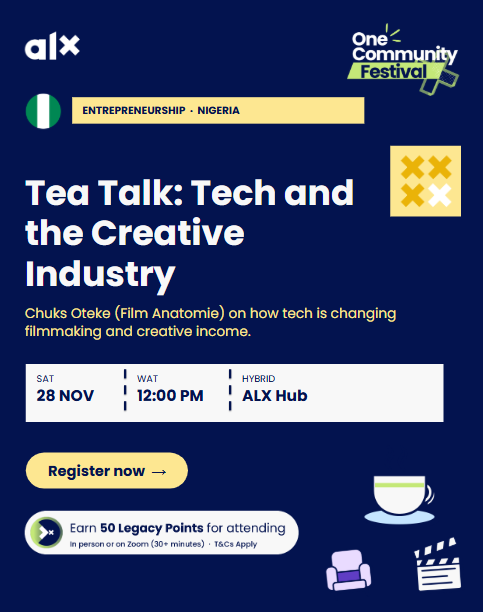 alx
One
Community
Festival
ENTREPRENEURSHIP · NIGERIA
Tea Talk: Tech and
the Creative
Industry
Chuks Oteke (Film Anatomie) on how tech is changing
filmmaking and creative income.
SAT
28 NOV
WAT
12:00 PM
HYBRID
ALX Hub
Register now →
Earn 50 Legacy Points for attending
In person or on Zoom (30+ minutes) · T&Cs Apply